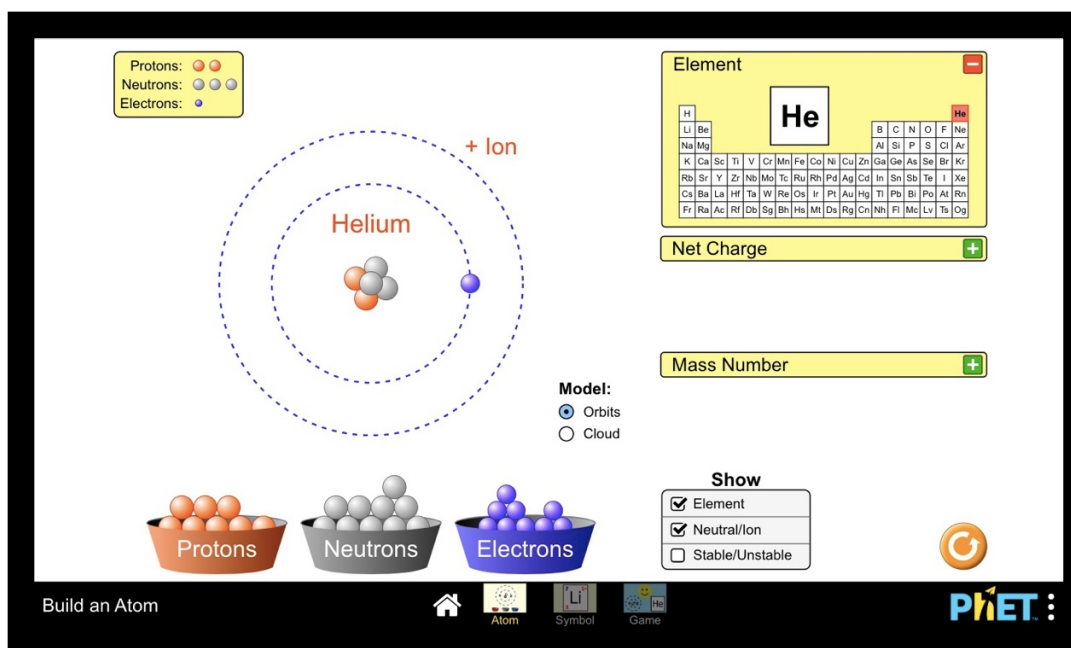 Protons:
Neutrons:
Electrons:
+ Ion
Helium
Element
He
H He
Li Be B C N O F Ne
Na Mg Al Si P S Cl Ar
K Ca Sc Ti V Cr Mn Fe Co Ni Cu Zn Ga Ge As Se Br Kr
Rb Sr Y Zr Nb Mo Tc Ru Rh Pd Ag Cd In Sn Sb Te I Xe
Cs Ba La Hf Ta W Re Os Ir Pt Au Hg Tl Pb Bi Po At Rn
Fr Ra Ac Rf Db Sg Bh Hs Mt Ds Rg Cn Nh Fl Mc Lv Ts Og
Net Charge
Mass Number
Model:
Orbits
Cloud
Show
Element
Neutral/Ion
Stable/Unstable
Protons
Neutrons
Electrons
Build an Atom
Li
He
Atom
Symbol
Game
PhET